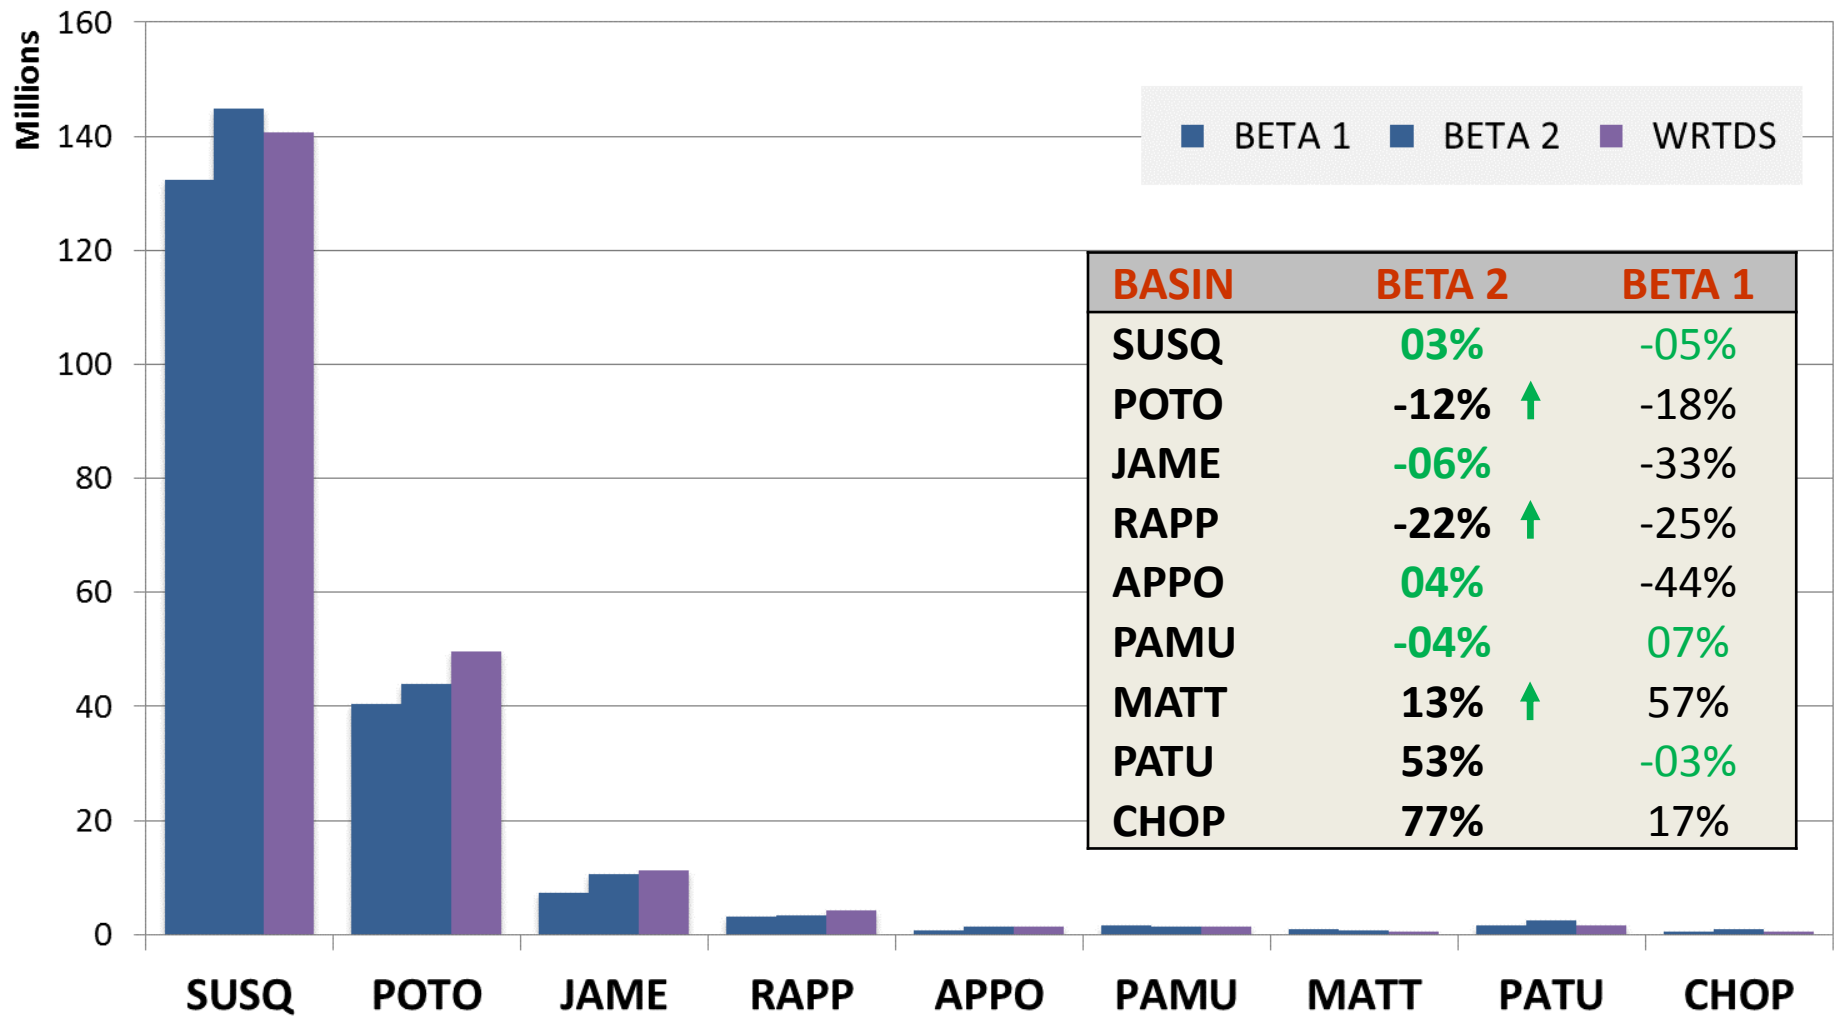 Millions
160
140
120
100
80
60
40
20
0
BETA 1 BETA 2 WRTDS
BASIN BETA 2 BETA 1
SUSQ 03% -05%
POTO -12% -18%
JAME -06% -33%
RAPP -22% -25%
APPO 04% -44%
PAMU -04% 07%
MATT 13% 57%
PATU 53% -03%
CHOP 77% 17%
SUSQ POTO JAME RAPP APPO PAMU MATT PATU CHOP